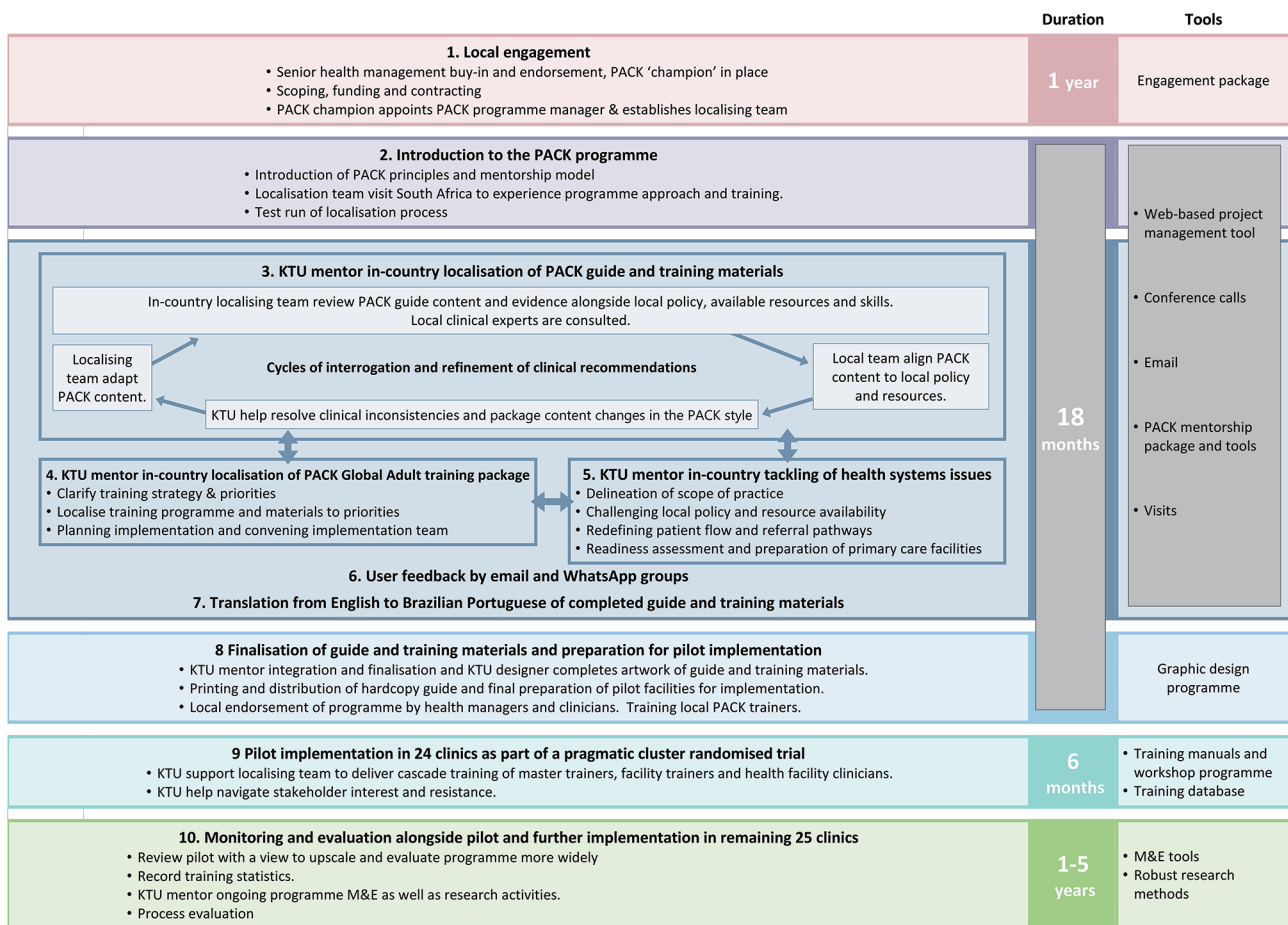 Duration
Tools
1. Local engagement
• Senior health management buy-in and endorsement, PACK ‘champion’ in place
• Scoping, funding and contracting
• PACK champion appoints PACK programme manager & establishes localising team
1 year
Engagement package
2. Introduction to the PACK programme
• Introduction of PACK principles and mentorship model
• Localisation team visit South Africa to experience programme approach and training.
• Test run of localisation process
3. KTU mentor in-country localisation of PACK guide and training materials
In-country localising team review PACK guide content and evidence alongside local policy, available resources and skills.
Local clinical experts are consulted.
Localising
team adapt
PACK content.
Cycles of interrogation and refinement of clinical recommendations
Local team align PACK
content to local policy
and resources.
KTU help resolve clinical inconsistencies and package content changes in the PACK style
4. KTU mentor in-country localisation of PACK Global Adult training package
• Clarify training strategy & priorities
• Localise training programme and materials to priorities
• Planning implementation and convening implementation team
5. KTU mentor in-country tackling of health systems issues
• Delineation of scope of practice
• Challenging local policy and resource availability
• Redefining patient flow and referral pathways
• Readiness assessment and preparation of primary care facilities
6. User feedback by email and WhatsApp groups
7. Translation from English to Brazilian Portuguese of completed guide and training materials
18
months
• Web-based project
management tool
• Conference calls
• Email
• PACK mentorship
package and tools
• Visits
8 Finalisation of guide and training materials and preparation for pilot implementation
• KTU mentor integration and finalisation and KTU designer completes artwork of guide and training materials.
• Printing and distribution of hardcopy guide and final preparation of pilot facilities for implementation.
• Local endorsement of programme by health managers and clinicians. Training local PACK trainers.
Graphic design
programme
9 Pilot implementation in 24 clinics as part of a pragmatic cluster randomised trial
• KTU support localising team to deliver cascade training of master trainers, facility trainers and health facility clinicians.
• KTU help navigate stakeholder interest and resistance.
6
months
• Training manuals and
workshop programme
• Training database
10. Monitoring and evaluation alongside pilot and further implementation in remaining 25 clinics
• Review pilot with a view to upscale and evaluate programme more widely
• Record training statistics.
• KTU mentor ongoing programme M&E as well as research activities.
• Process evaluation
1-5
years
• M&E tools
• Robust research
methods